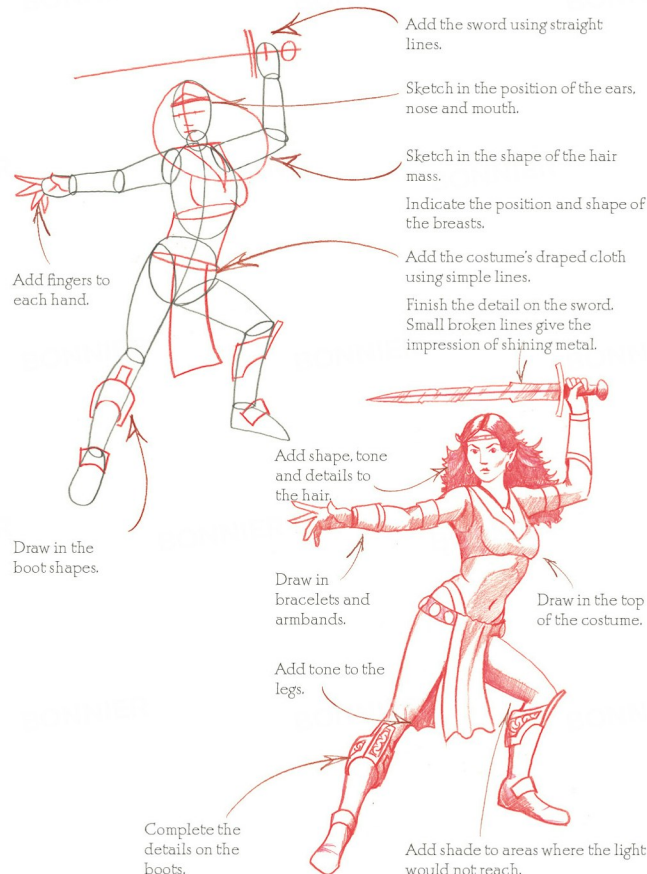 Add the sword using straight
lines.
Sketch in the position of the ears,
nose and mouth.
Sketch in the shape of the hair
mass.
Indicate the position and shape of
the breasts.
Add the costume's draped cloth
using simple lines.
Finish the detail on the sword.
Small broken lines give the
impression of shining metal.
Add fingers to
each hand.
Draw in the
boot shapes.
Add shape, tone
and details to
the hair.
Draw in
bracelets and
armbands.
Draw in the top
of the costume.
Add tone to the
legs.
Complete the
details on the
boots.
Add shade to areas where the light
would not reach.